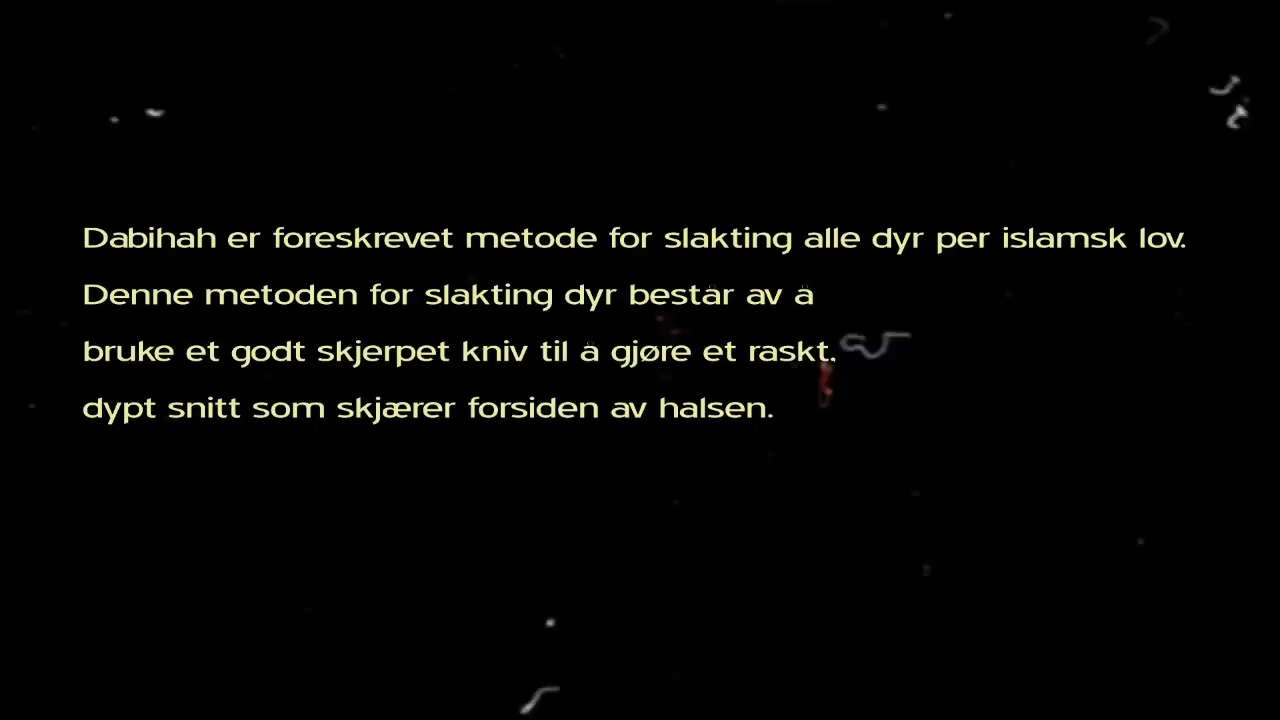 Dabihah er foreskrevet metode for slakting alle dyr per islamsk lov.
Denne metoden for slakting dyr består av å
bruke et godt skjerpet kniv til å gjøre et raskt,
dypt snitt som skjærer forsiden av halsen.